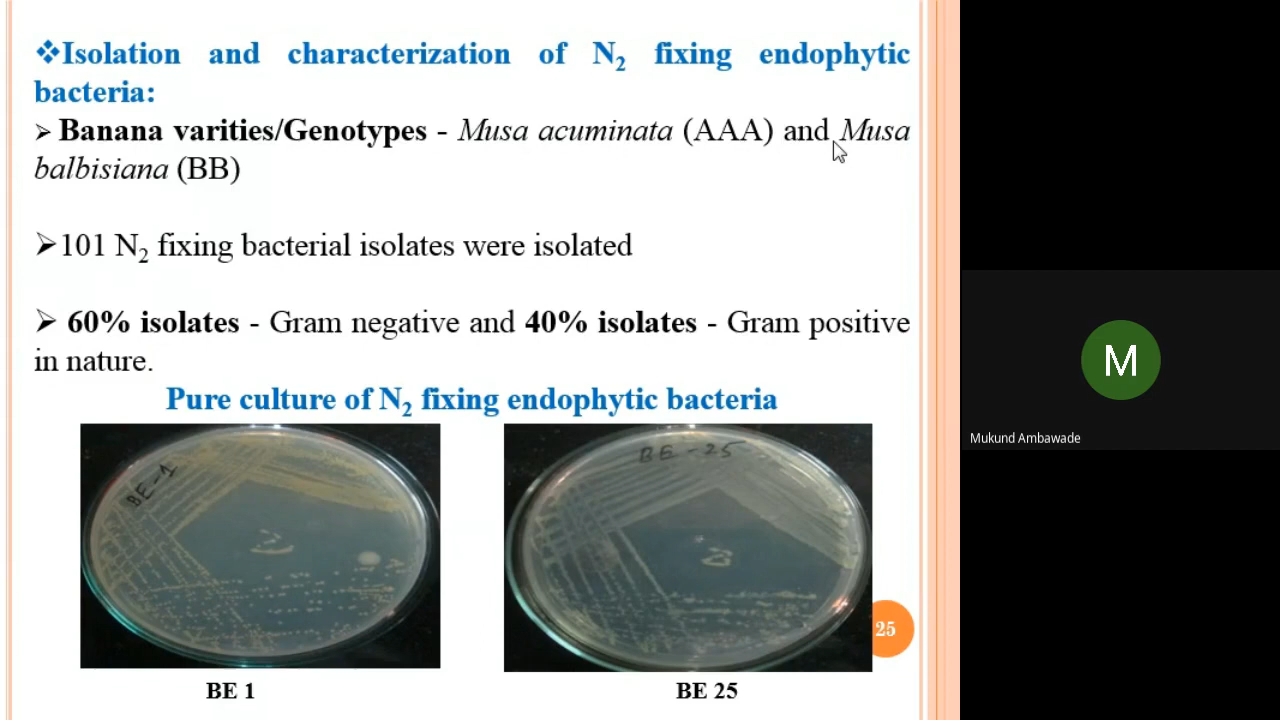 ❖Isolation and characterization of N₂ fixing endophytic
bacteria:
➢ Banana varities/Genotypes - Musa acuminata (AAA) and Musa
balbisiana (BB)
➢101 N₂ fixing bacterial isolates were isolated
➢ 60% isolates - Gram negative and 40% isolates - Gram positive
in nature.
Pure culture of N₂ fixing endophytic bacteria
BE-1
BE-25
25
BE 1
BE 25
M
Mukund Ambawade